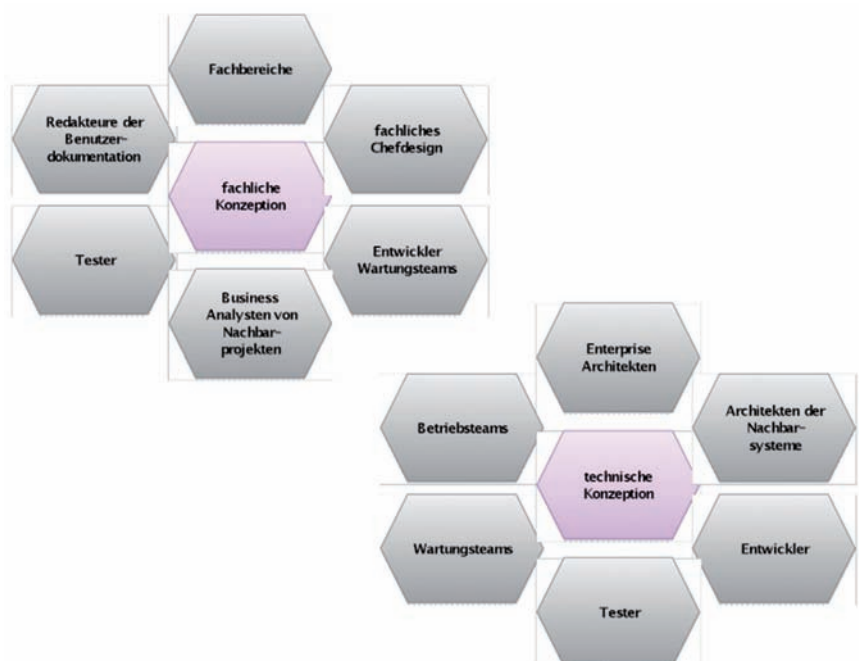 Fachbereiche
Redakteure der
Benutzer-
dokumentation
fachliches
Chefdesign
fachliche
Konzeption
Tester
Entwickler
Wartungsteams
Business
Analysten von
Nachbar-
projekten
Enterprise
Architekten
Betriebsteams
Architekten der
Nachbar-
systeme
technische
Konzeption
Wartungsteams
Entwickler
Tester